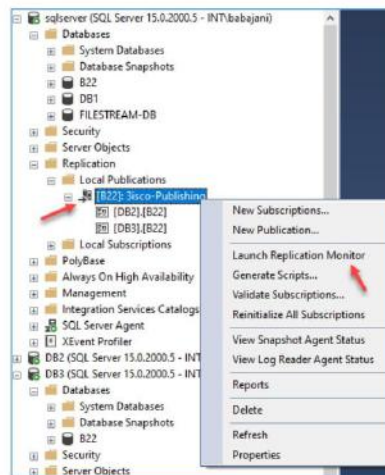 sqlserver (SQL Server 15.0.2000.5 - INT\babajani)
Databases
System Databases
Database Snapshots
B22
DB1
FILESTREAM-DB
Security
Server Objects
Replication
Local Publications
[B22]: 3isco-Publishing
[DB2].[B22]
[DB3].[B22]
Local Subscriptions
PolyBase
Always On High Availability
Management
Integration Services Catalogs
SQL Server Agent
XEvent Profiler
DB2 (SQL Server 15.0.2000.5 - INT
DB3 (SQL Server 15.0.2000.5 - INT
Databases
System Databases
Database Snapshots
B22
Security
Server Objects
New Subscriptions...
New Publication...
Launch Replication Monitor
Generate Scripts...
Validate Subscriptions...
Reinitialize All Subscriptions
View Snapshot Agent Status
View Log Reader Agent Status
Reports
Delete
Refresh
Properties